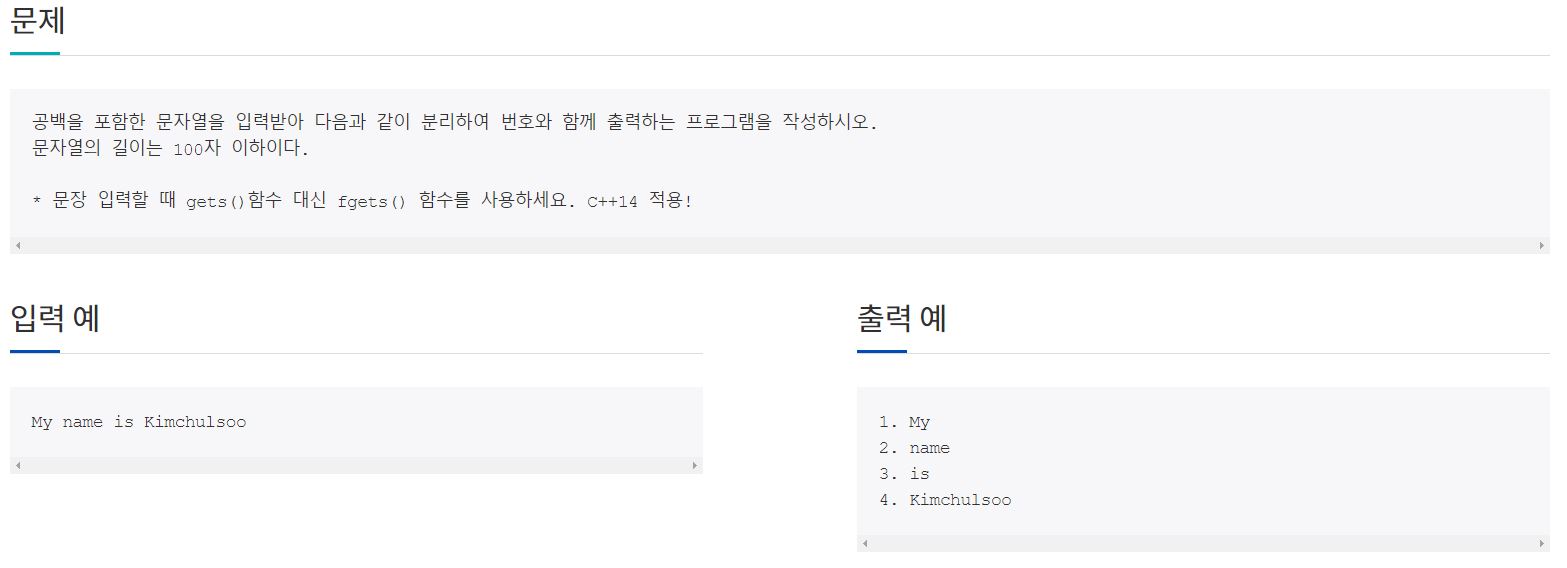 문제
공백을 포함한 문자열을 입력받아 다음과 같이 분리하여 번호와 함께 출력하는 프로그램을 작성하시오.
문자열의 길이는 100자 이하이다.
* 문장 입력할 때 gets()함수 대신 fgets() 함수를 사용하세요. C++14 적용!
입력 예
My name is Kimchulsoo
출력 예
1. My
2. name
3. is
4. Kimchulsoo